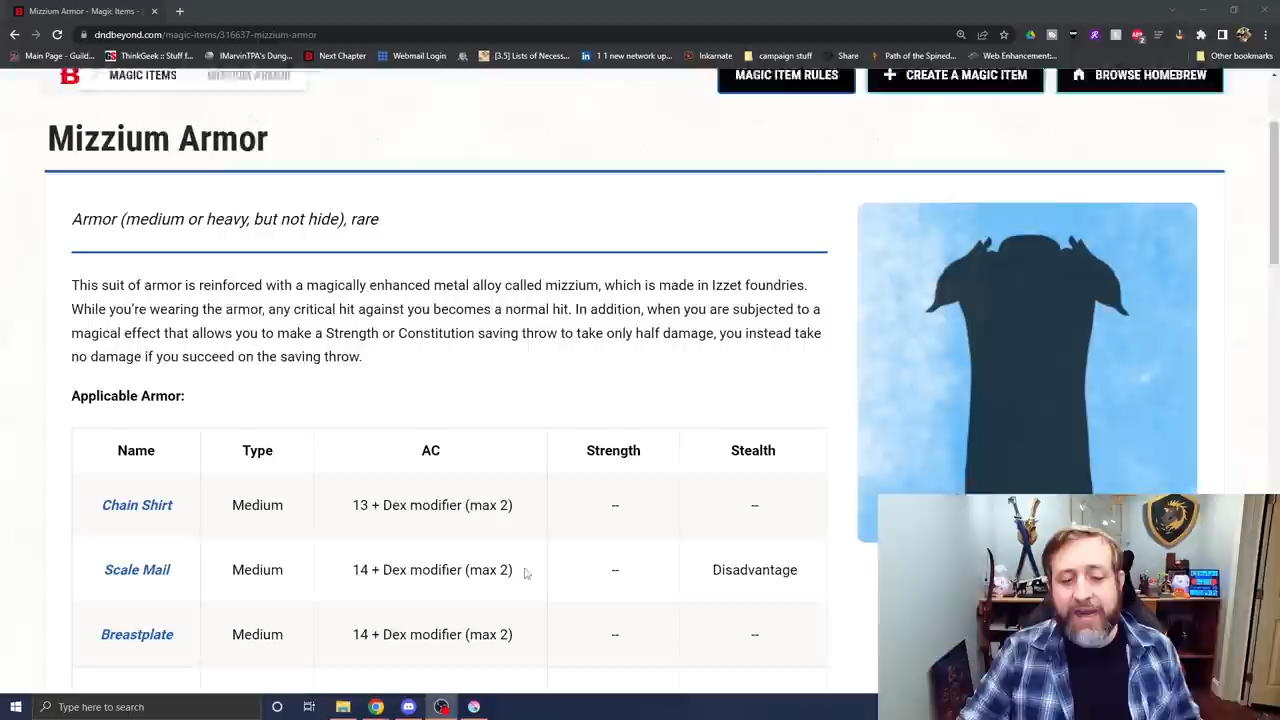 Mizzium Armor - Magic Items -
dndbeyond.com/magic-items/316637-mizzium-armor
Main Page - Guild...
ThinkGeek :: Stuff f...
IMarvinTPA's Dung...
Next Chapter
Webmail Login
[3.5] Lists of Necess...
1 1 new network up...
Inkarnate
campaign stuff
Share
Path of the Spined...
Web Enhancement:...
Other bookmarks
MAGIC ITEMS
MIZZIUM ARMOR
MAGIC ITEM RULES
CREATE A MAGIC ITEM
BROWSE HOMEBREW
Mizzium Armor
Armor (medium or heavy, but not hide), rare
This suit of armor is reinforced with a magically enhanced metal alloy called mizzium, which is made in Izzet foundries.
While you're wearing the armor, any critical hit against you becomes a normal hit. In addition, when you are subjected to a
magical effect that allows you to make a Strength or Constitution saving throw to take only half damage, you instead take
no damage if you succeed on the saving throw.
Applicable Armor:
Name Type AC Strength Stealth
Chain Shirt Medium 13 + Dex modifier (max 2) -- --
Scale Mail Medium 14 + Dex modifier (max 2) -- Disadvantage
Breastplate Medium 14 + Dex modifier (max 2) -- --
Type here to search